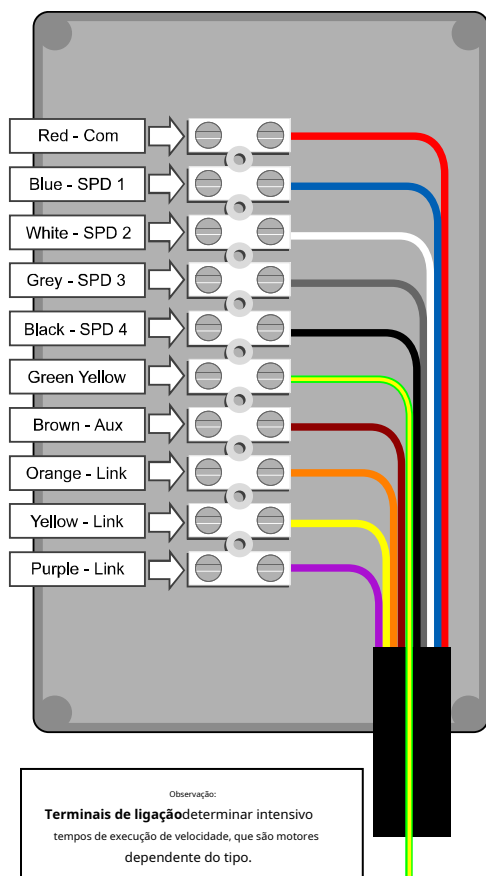 Red - Com
Blue - SPD 1
White - SPD 2
Grey - SPD 3
Black - SPD 4
Green Yellow
Brown - Aux
Orange - Link
Yellow - Link
Purple - Link
Observação:
Terminais de ligaçãodeterminar intensivo
tempos de execução de velocidade, que são motores
dependente do tipo.